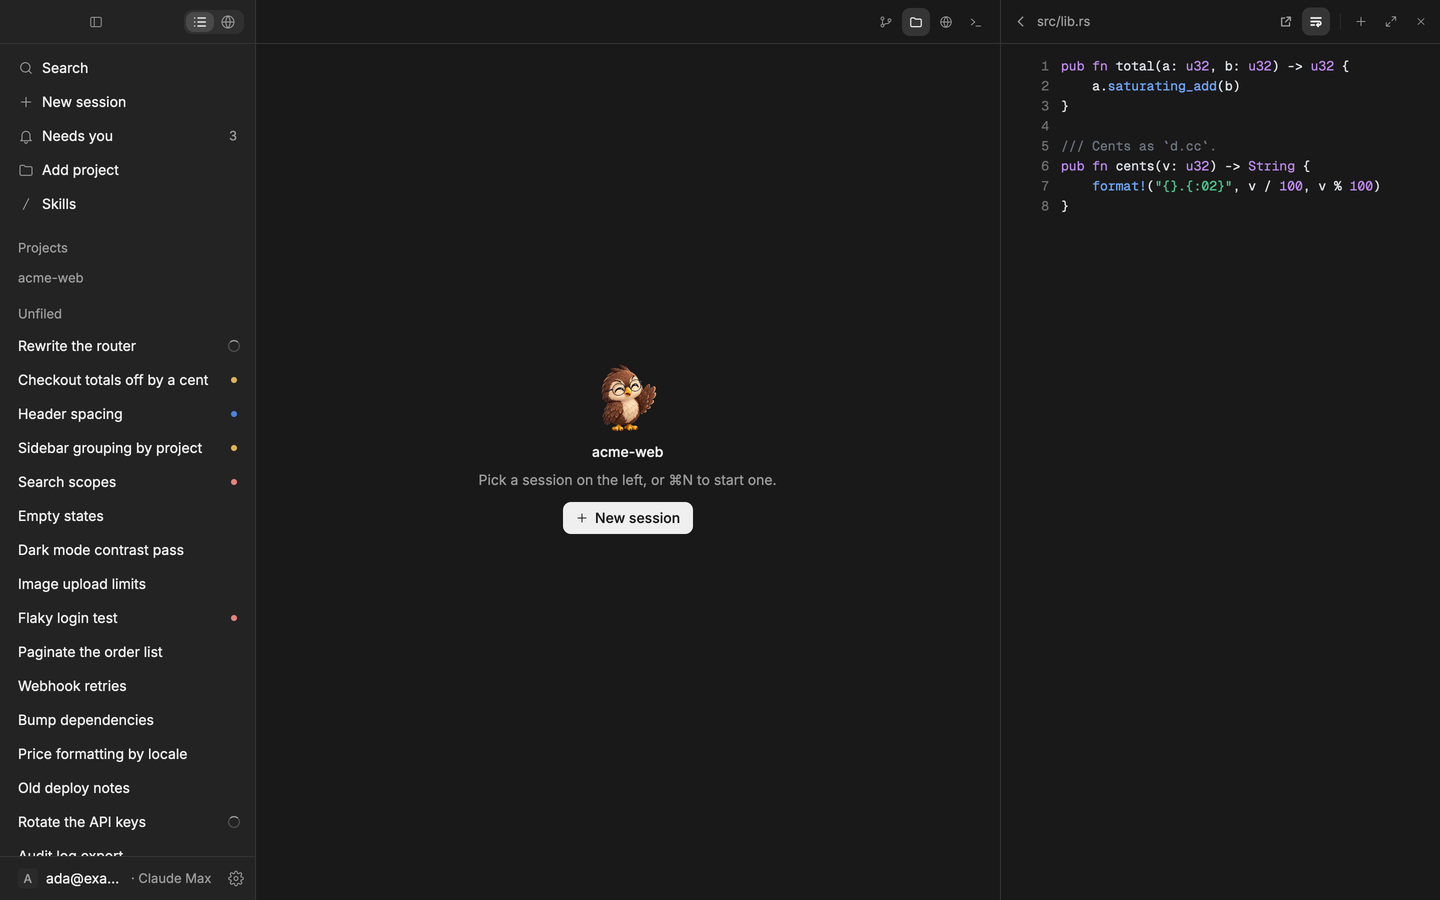 Search
New session
Needs you 3
Add project
/ Skills
Projects
acme-web
Unfiled
Rewrite the router
Checkout totals off by a cent
Header spacing
Sidebar grouping by project
Search scopes
Empty states
Dark mode contrast pass
Image upload limits
Flaky login test
Paginate the order list
Webhook retries
Bump dependencies
Price formatting by locale
Old deploy notes
Rotate the API keys
Audit log export
A ada@exa... · Claude Max
acme-web
Pick a session on the left, or ⌘N to start one.
+ New session
src/lib.rs
1 pub fn total(a: u32, b: u32) -> u32 {
2     a.saturating_add(b)
3 }
4
5 /// Cents as `d.cc`.
6 pub fn cents(v: u32) -> String {
7     format!("{}.{:02}", v / 100, v % 100)
8 }